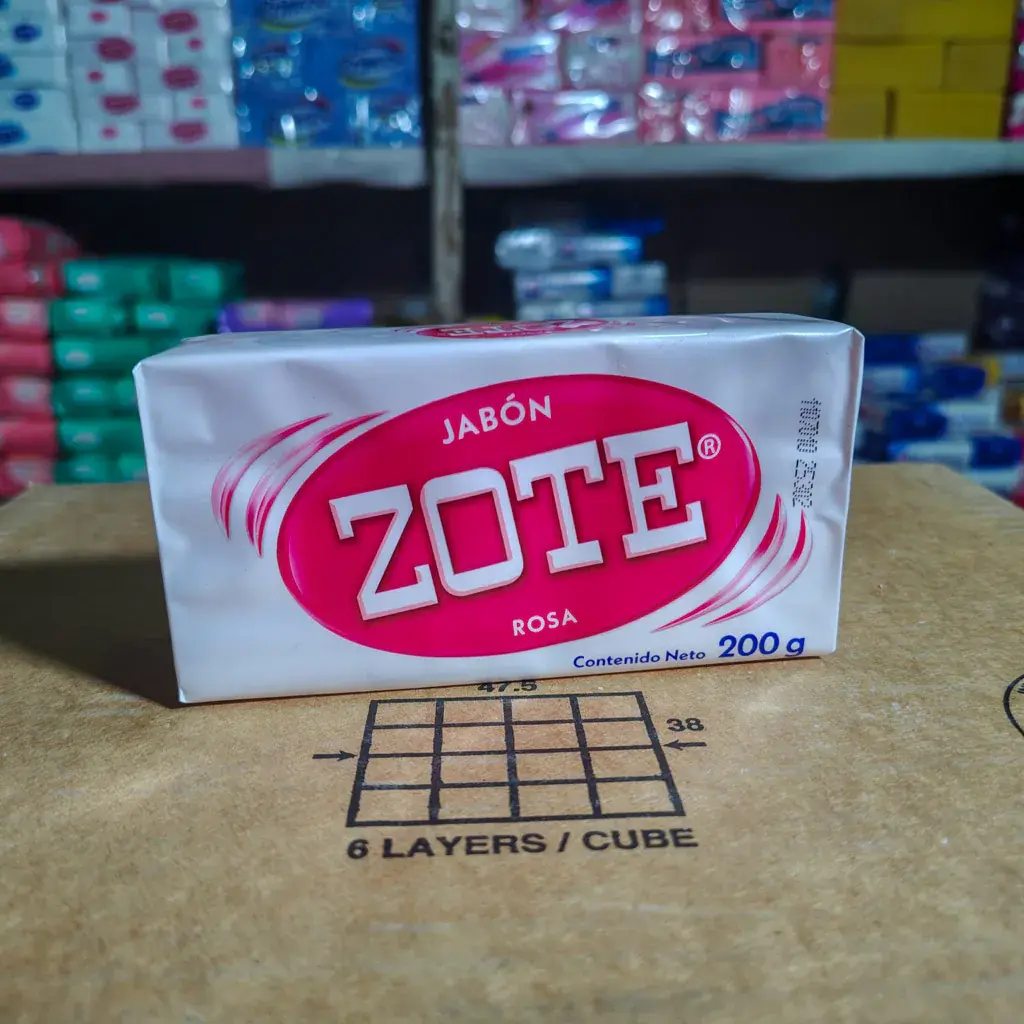 JABÓN
ZOTE®
ROSA
Contenido Neto 200 g
47.5
38
6 LAYERS / CUBE